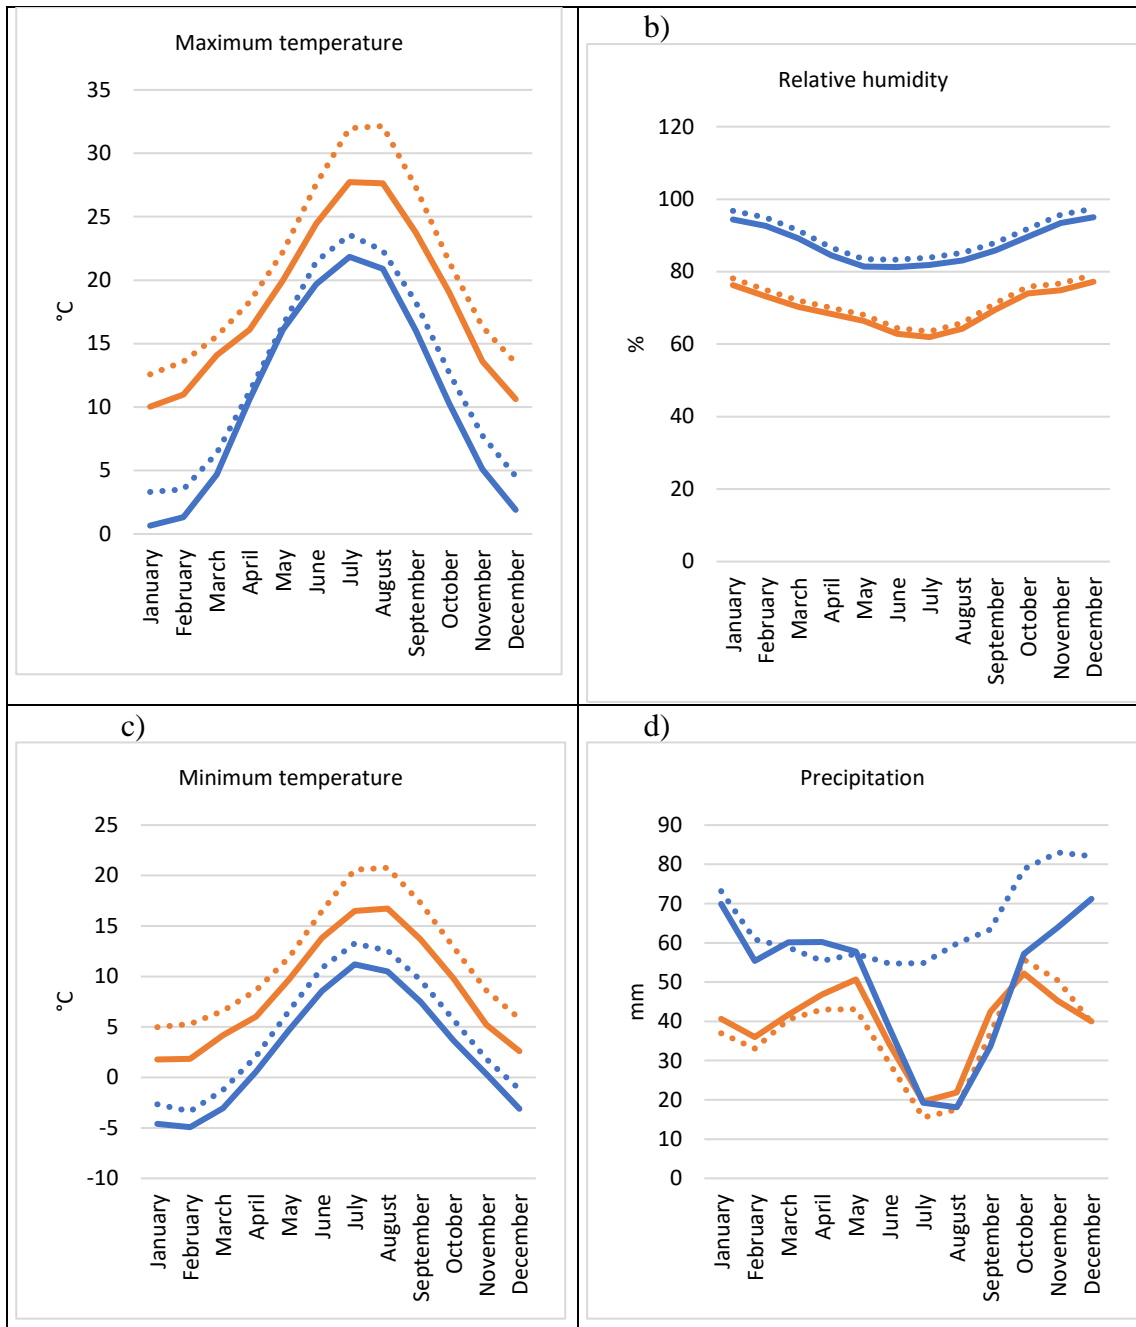 Maximum temperature
35
30
25
20
15
10
5
0
°C
January
February
March
April
May
June
July
August
September
October
November
December
b)
Relative humidity
120
100
80
60
40
20
0
%
January
February
March
April
May
June
July
August
September
October
November
December
c)
Minimum temperature
25
20
15
10
5
0
-5
-10
°C
January
February
March
April
May
June
July
August
September
October
November
December
d)
Precipitation
90
80
70
60
50
40
30
20
10
0
mm
January
February
March
April
May
June
July
August
September
October
November
December